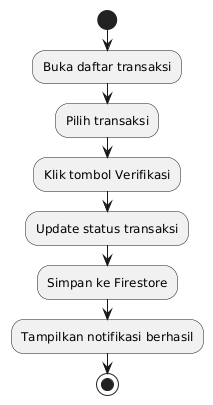 Buka daftar transaksi
Pilih transaksi
Klik tombol Verifikasi
Update status transaksi
Simpan ke Firestore
Tampilkan notifikasi berhasil